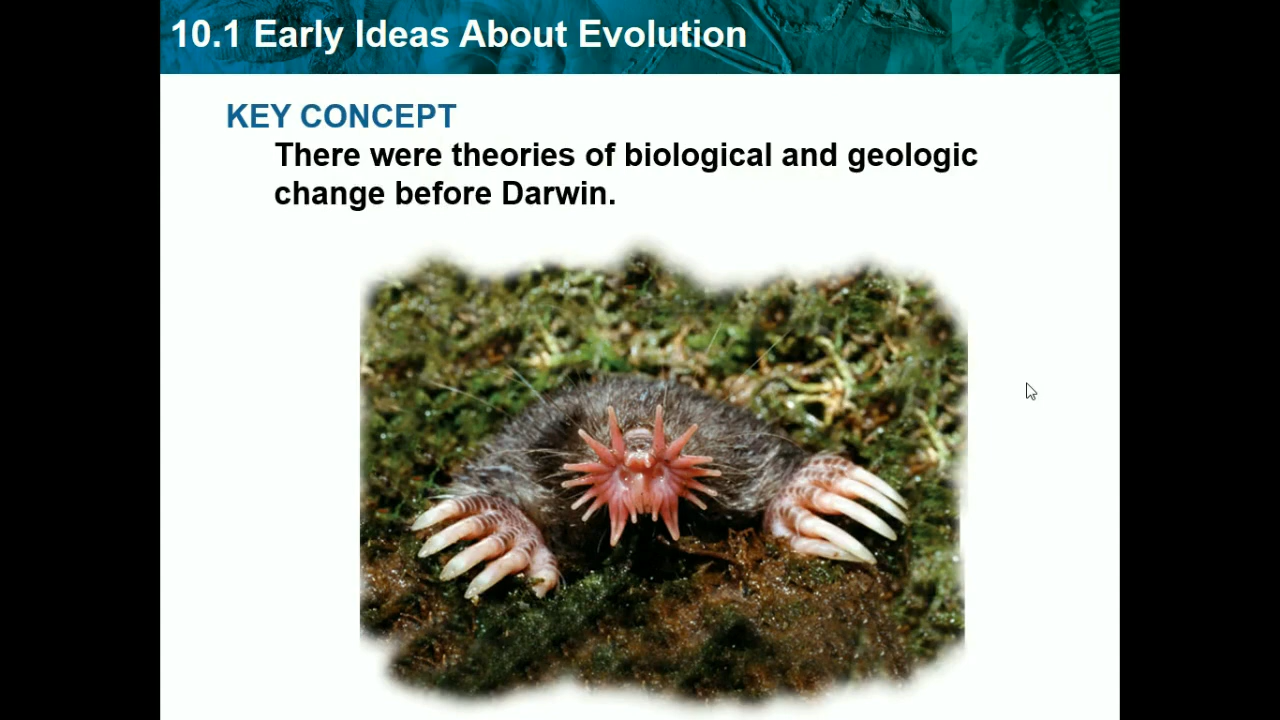 10.1 Early Ideas About Evolution
KEY CONCEPT
There were theories of biological and geologic
change before Darwin.